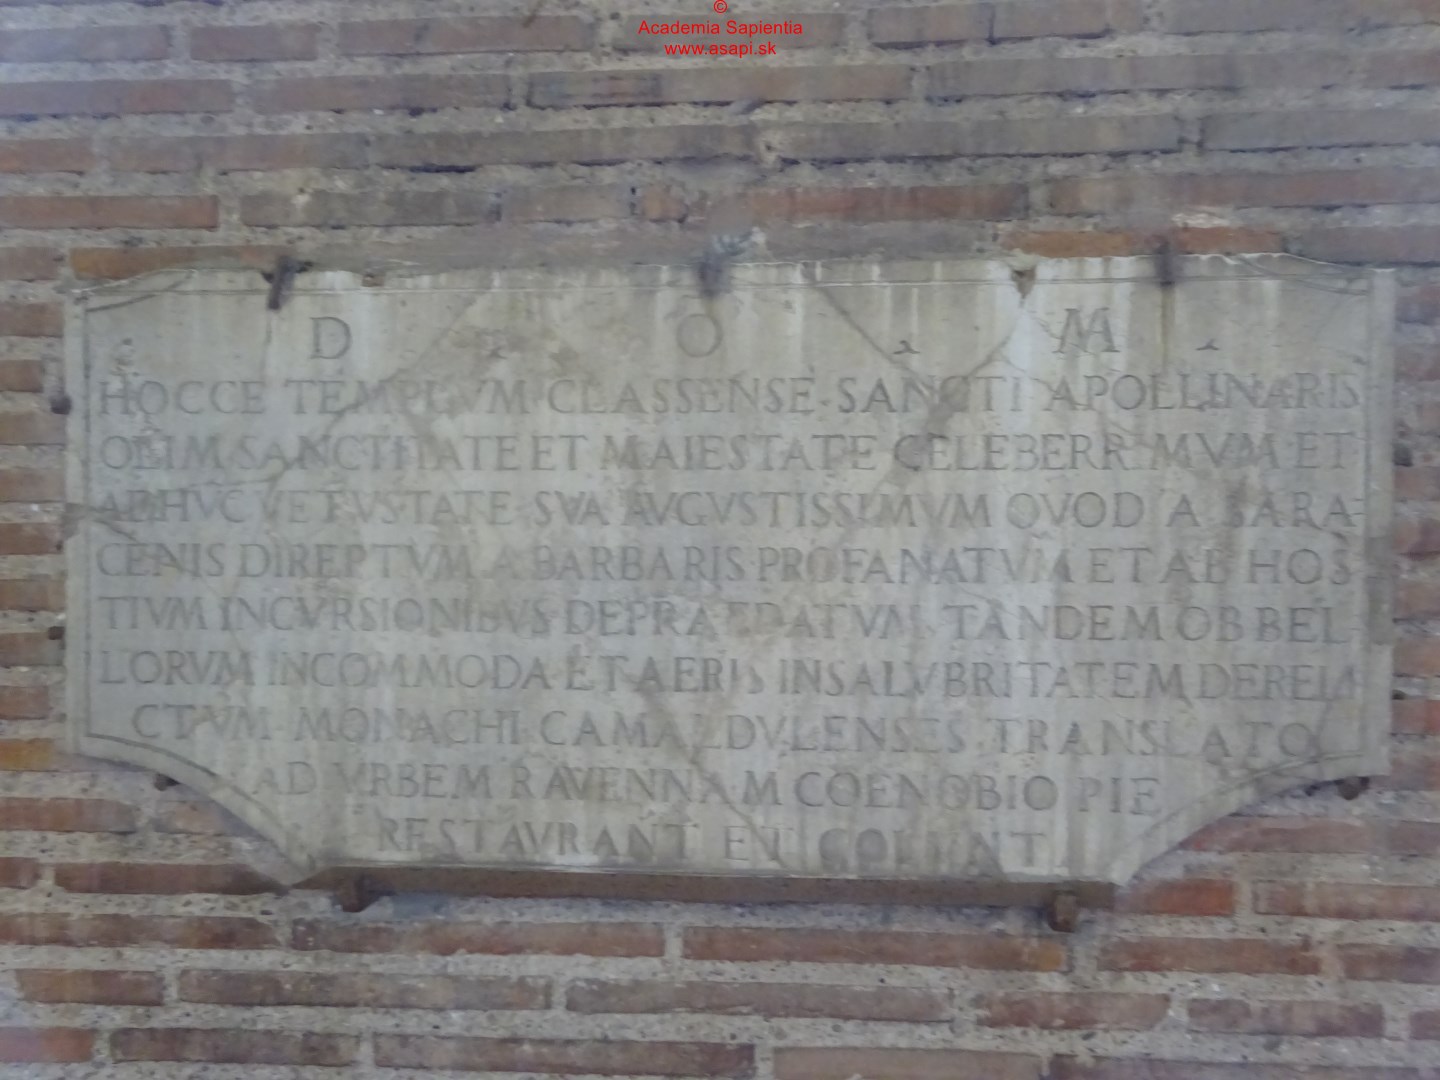 ©
Academia Sapientia
www.asapi.sk
D O M
HOCCE TEMPLVM CLASSENSE SANCTI APOLLINARIS
OLIM SANCTITATE ET MAIESTATE CELEBERRIMVM ET
ADHVC VETVSTATE SVA AVGVSTISSIMVM QVOD A SARA-
CENIS DIREPTVM A BARBARIS PROFANATVM ET AB HOS
TIVM INCVRSIONIBVS DEPRAEDATVM TANDEM OB BEL-
LORVM INCOMMODA ET AERIS INSALVBRITATEM DEREL
CTVM MONACHI CAMALDVLENSES TRANSLATO
AD VRBEM RAVENNAM COENOBIO PIE
RESTAVRANT ET COLVNT